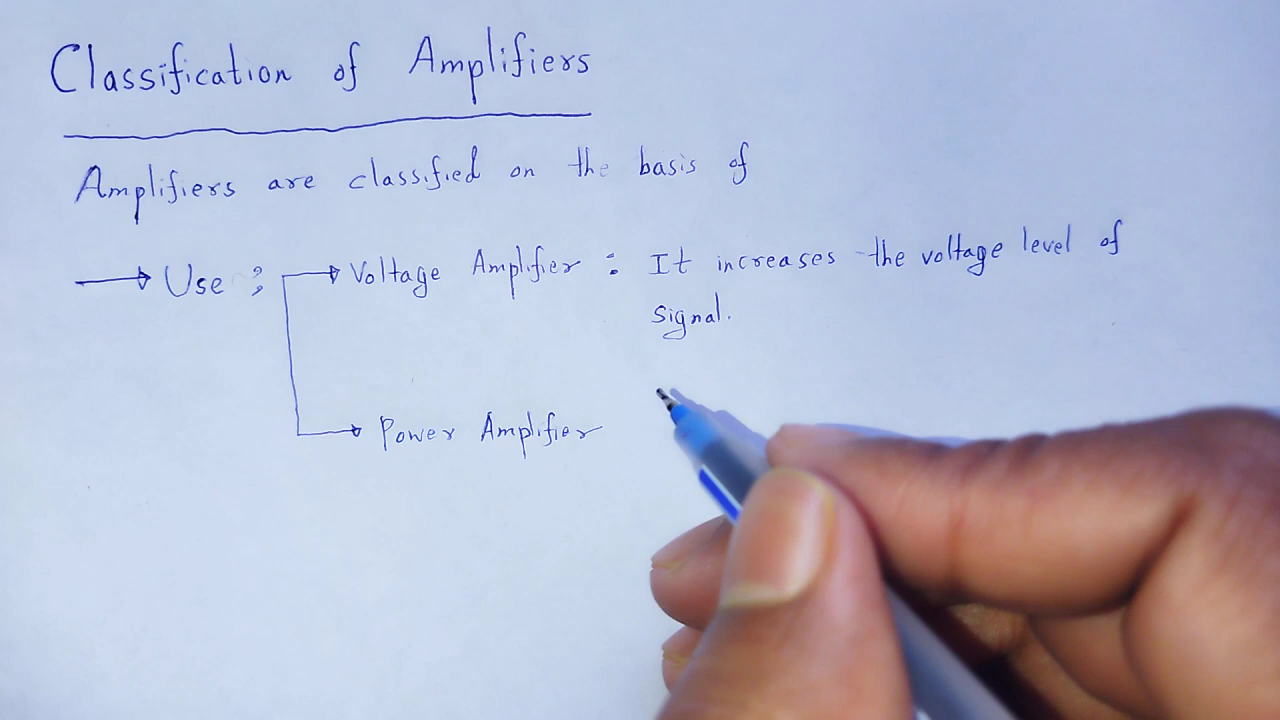 Classification of Amplifiers
Amplifiers are classified on the basis of
Use ; Voltage Amplifier : It increases the voltage level of
signal.
Power Amplifier